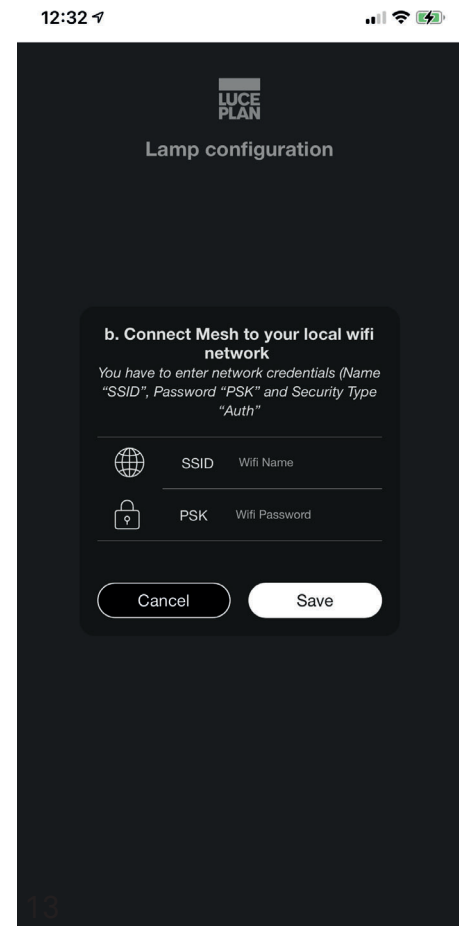 12:32
LUCE
PLAN
Lamp configuration
b. Connect Mesh to your local wifi
network
You have to enter network credentials (Name
“SSID”, Password “PSK” and Security Type
“Auth”
SSID Wifi Name
PSK Wifi Password
Cancel Save
13